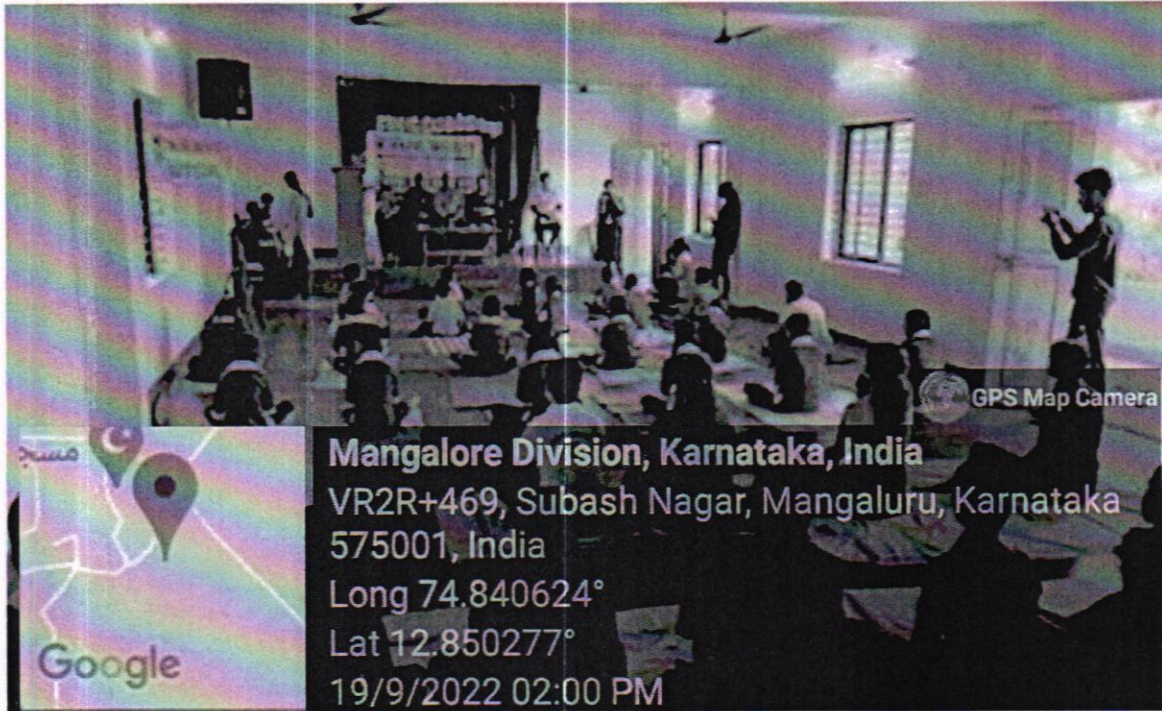 GPS Map Camera
مسجد
Mangalore Division, Karnataka, India
VR2R+469, Subash Nagar, Mangaluru, Karnataka
575001, India
Long 74.840624°
Lat 12.850277°
19/9/2022 02:00 PM
Google